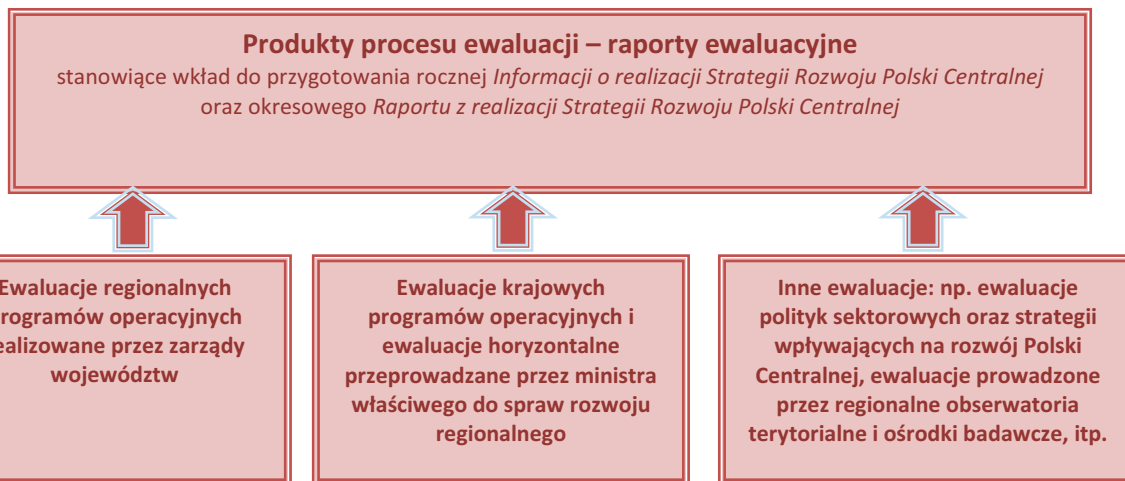 Produkty procesu ewaluacji – raporty ewaluacyjne
stanowiące wkład do przygotowania rocznej Informacji o realizacji Strategii Rozwoju Polski Centralnej
oraz okresowego Raportu z realizacji Strategii Rozwoju Polski Centralnej
Ewaluacje regionalnych
rogramów operacyjnych
ealizowane przez zarządy
województw
Ewaluacje krajowych
programów operacyjnych i
ewaluacje horyzontalne
przeprowadzane przez ministra
właściwego do spraw rozwoju
regionalnego
Inne ewaluacje: np. ewaluacje
polityk sektorowych oraz strategii
wpływających na rozwój Polski
Centralnej, ewaluacje prowadzone
przez regionalne obserwatoria
terytorialne i ośrodki badawcze, itp.